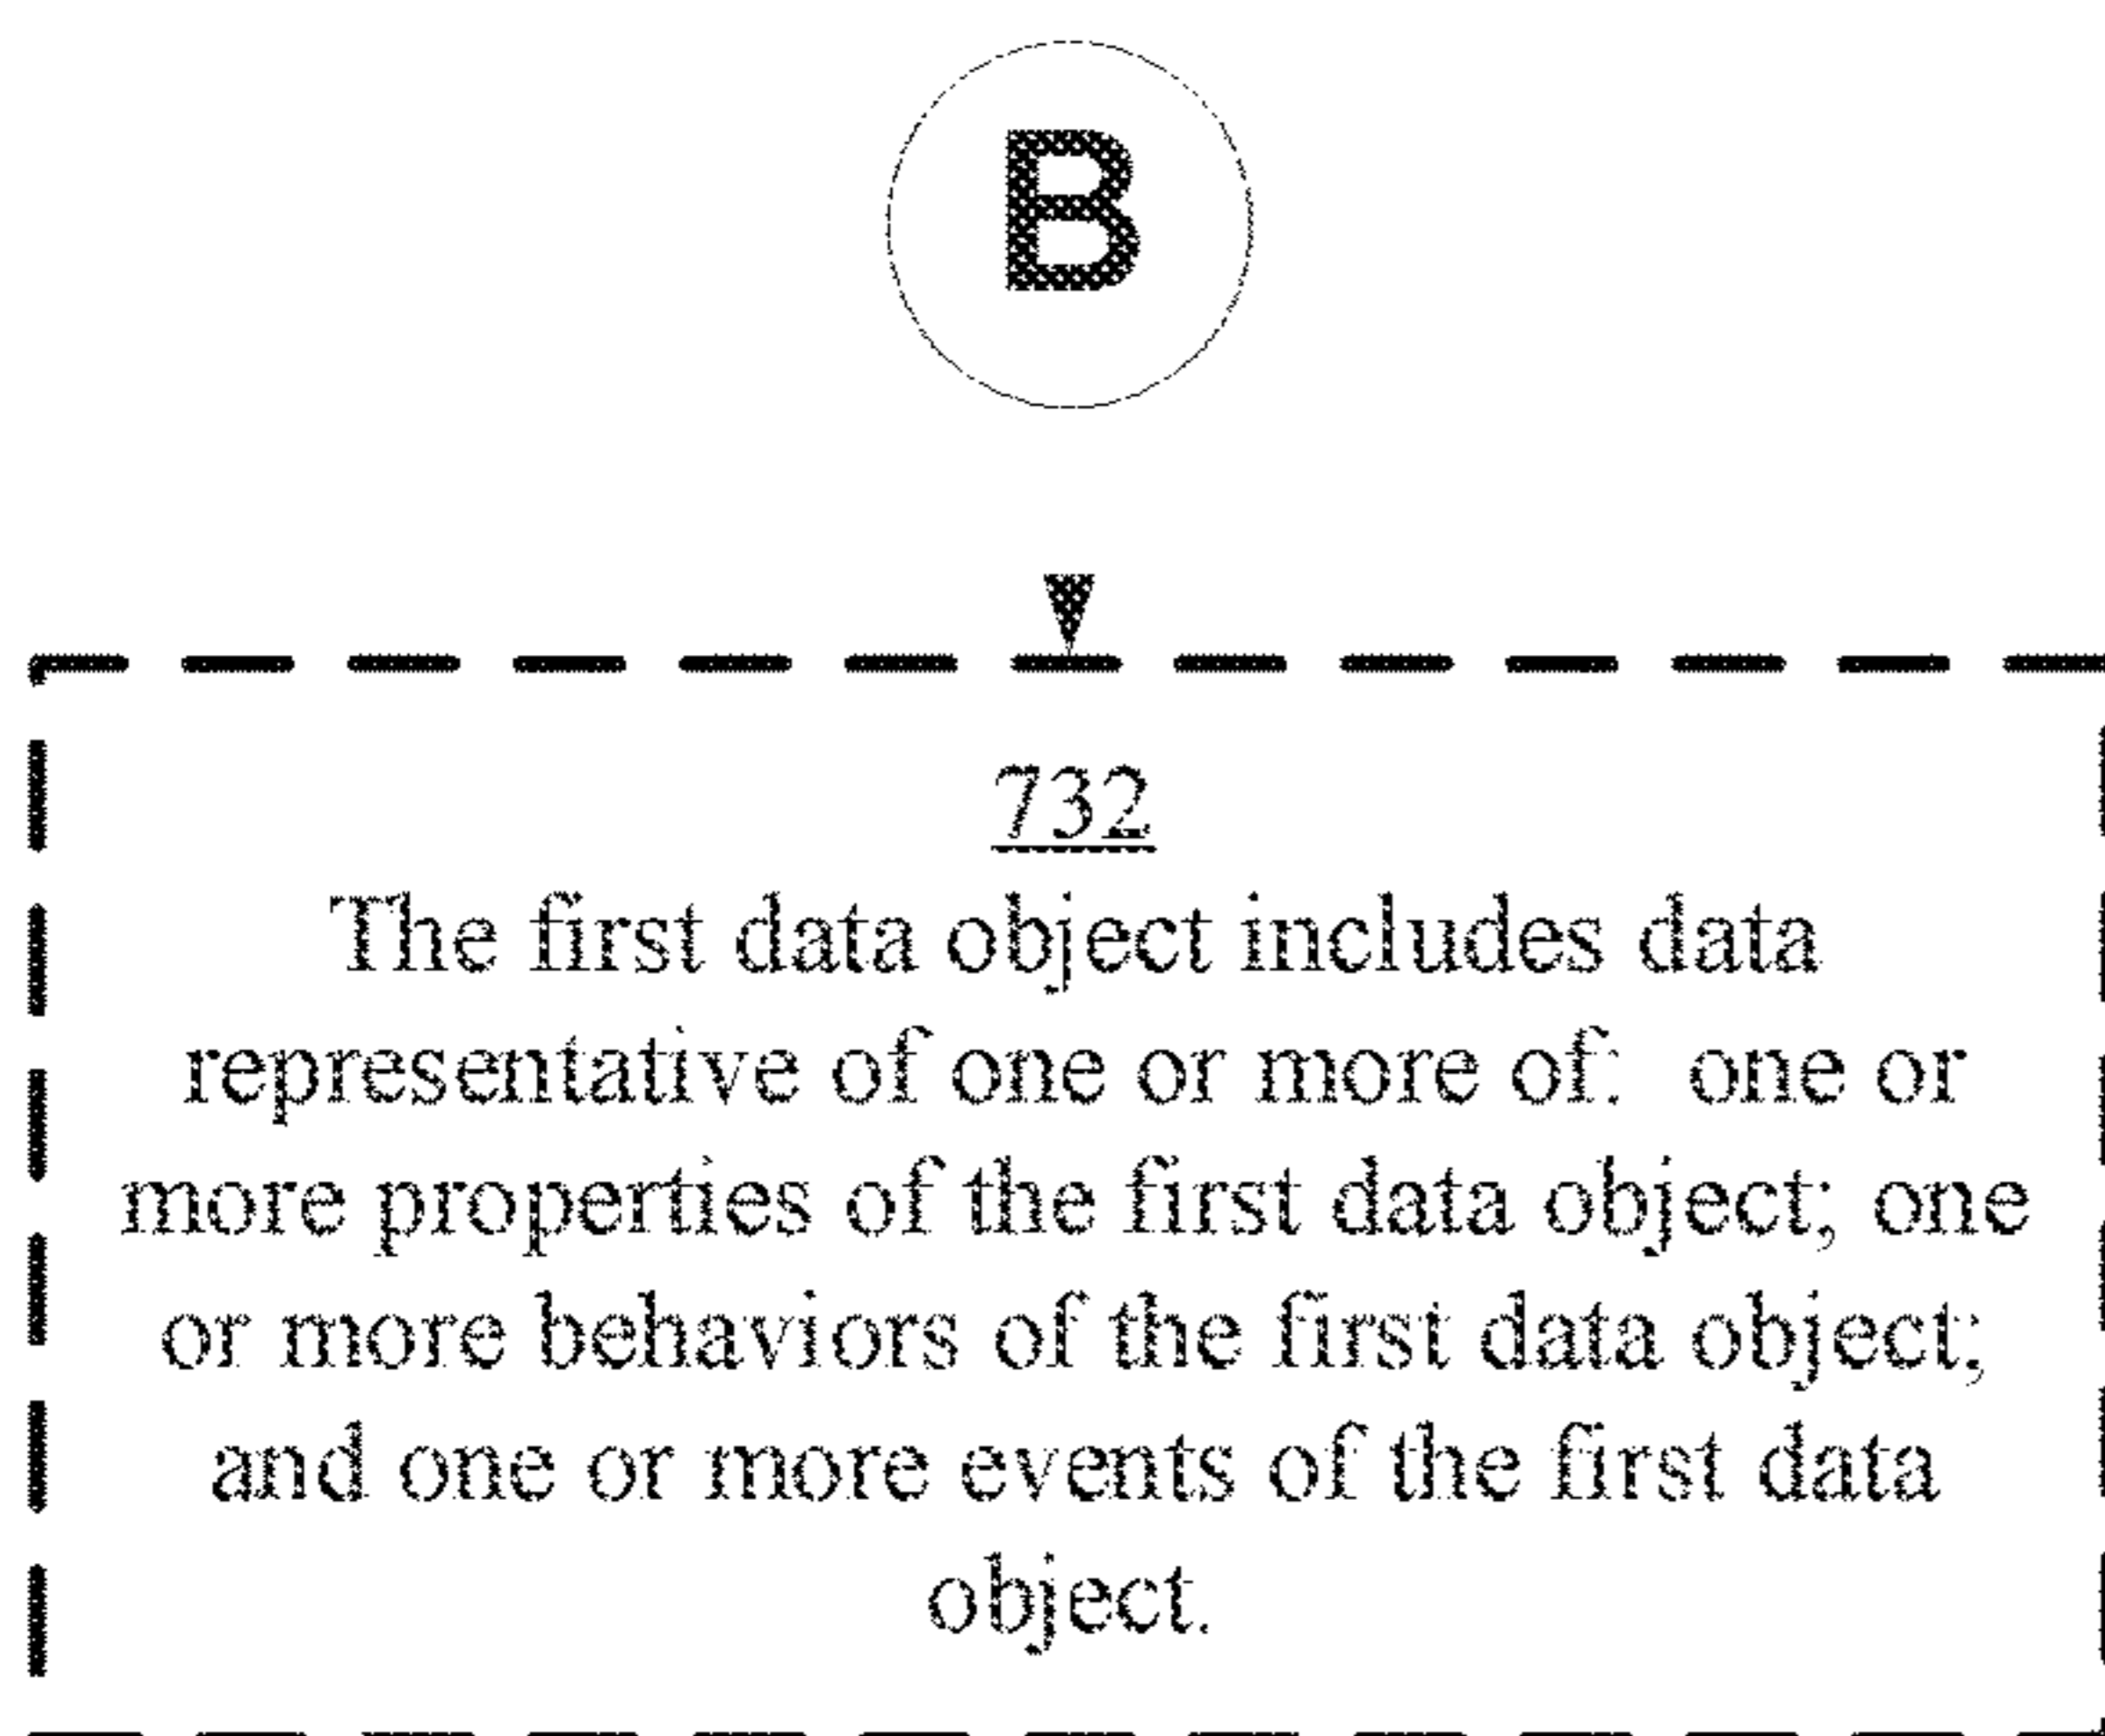 B
732
The first data object includes data
representative of one or more of:  one or
more properties of the first data object; one
or more behaviors of the first data object;
and one or more events of the first data
object.